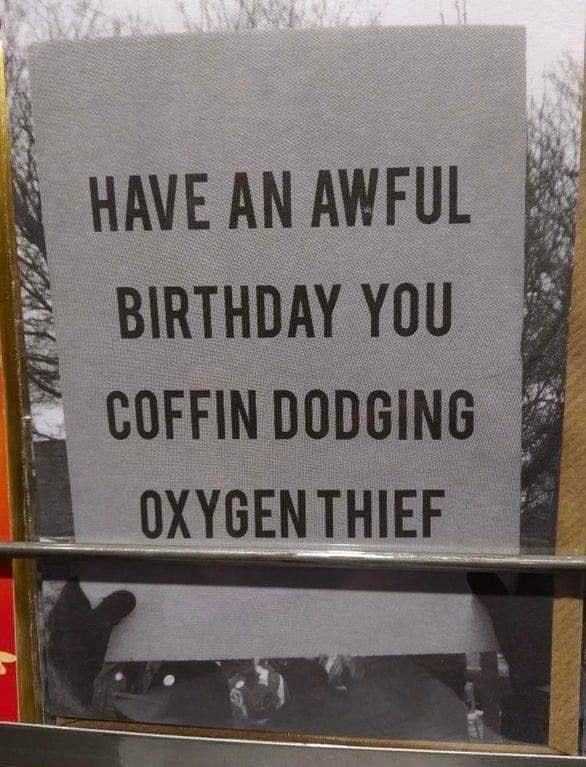 HAVE AN AWFUL
BIRTHDAY YOU
COFFIN DODGING
OXYGEN THIEF